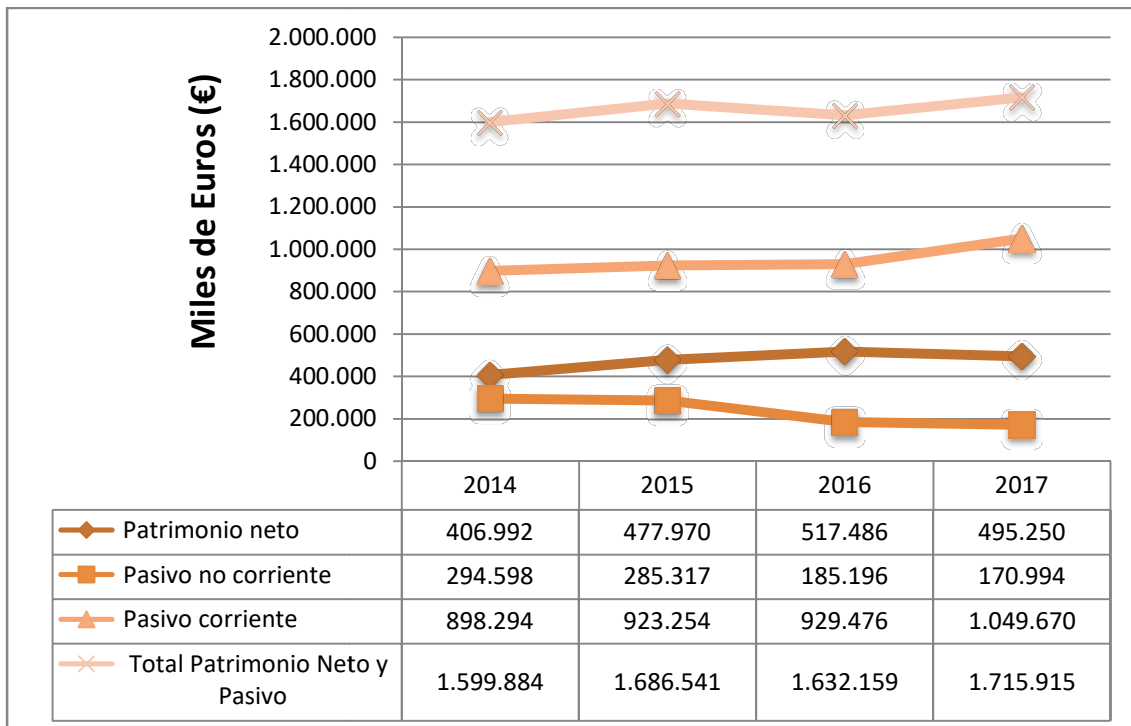 Miles de Euros (€)
2.000.000
1.800.000
1.600.000
1.400.000
1.200.000
1.000.000
800.000
600.000
400.000
200.000
0
2014 2015 2016 2017
Patrimonio neto 406.992 477.970 517.486 495.250
Pasivo no corriente 294.598 285.317 185.196 170.994
Pasivo corriente 898.294 923.254 929.476 1.049.670
Total Patrimonio Neto y
Pasivo 1.599.884 1.686.541 1.632.159 1.715.915